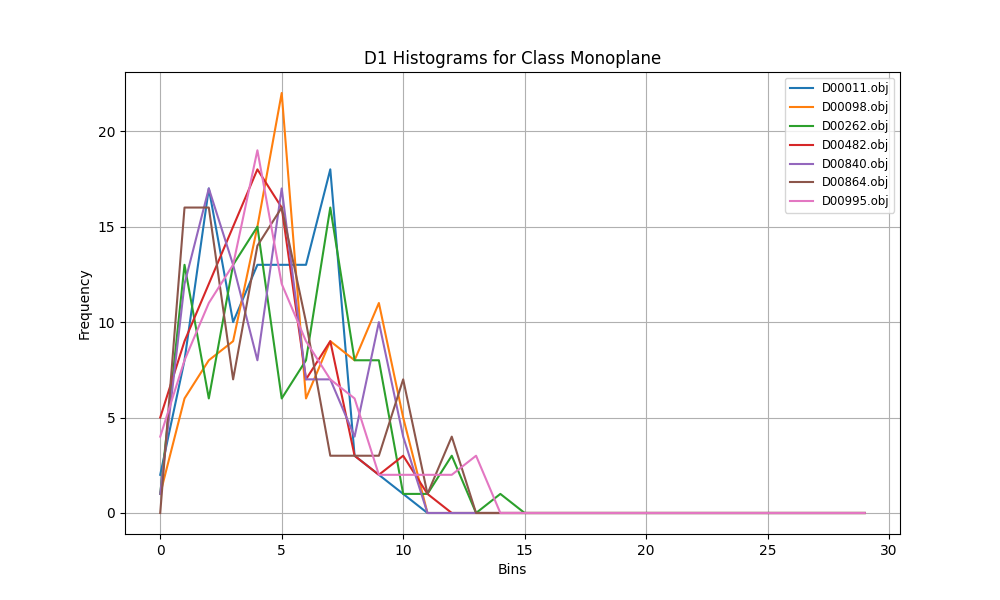 D1 Histograms for Class Monoplane
D00011.obj
D00098.obj
D00262.obj
D00482.obj
D00840.obj
D00864.obj
D00995.obj
Frequency
20
15
10
5
0
0 5 10 15 20 25 30
Bins